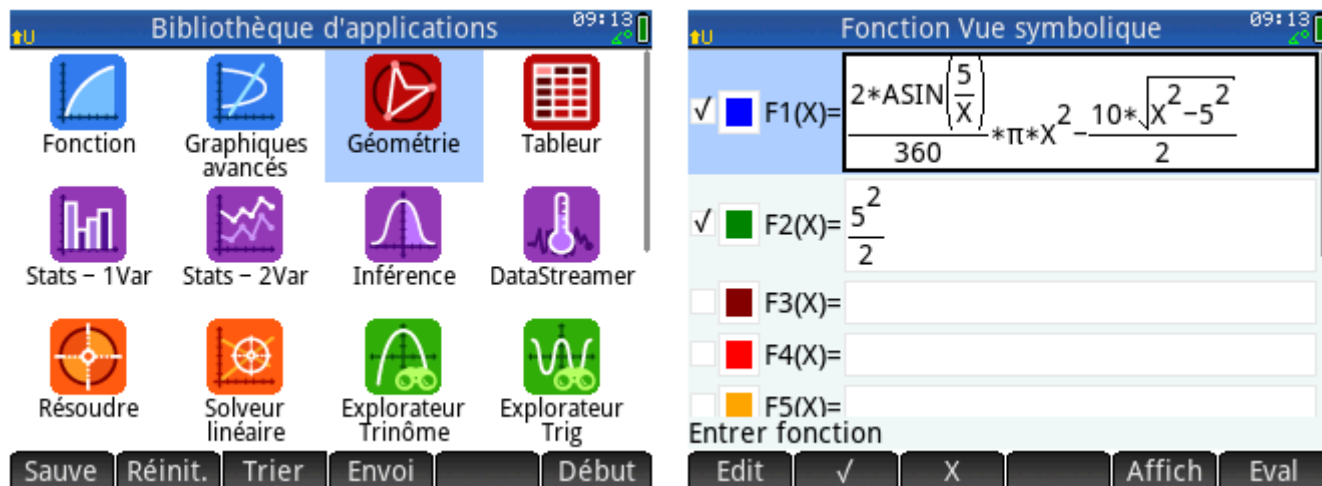 Bibliothèque d'applications
09:13
U
Fonction
Graphiques avancés
Géométrie
Tableur
Stats – 1Var
Stats – 2Var
Inférence
DataStreamer
Résoudre
Solveur linéaire
Explorateur Trinôme
Explorateur Trig
Sauve Réinit. Trier Envoi Début
Fonction Vue symbolique
09:13
U
√ F1(X)= 2*ASIN(5/X)/360*π*X^2–10*√(X^2–5^2)/2
√ F2(X)= 5^2/2
F3(X)=
F4(X)=
F5(X)=
Entrer fonction
Edit √ X Affich Eval